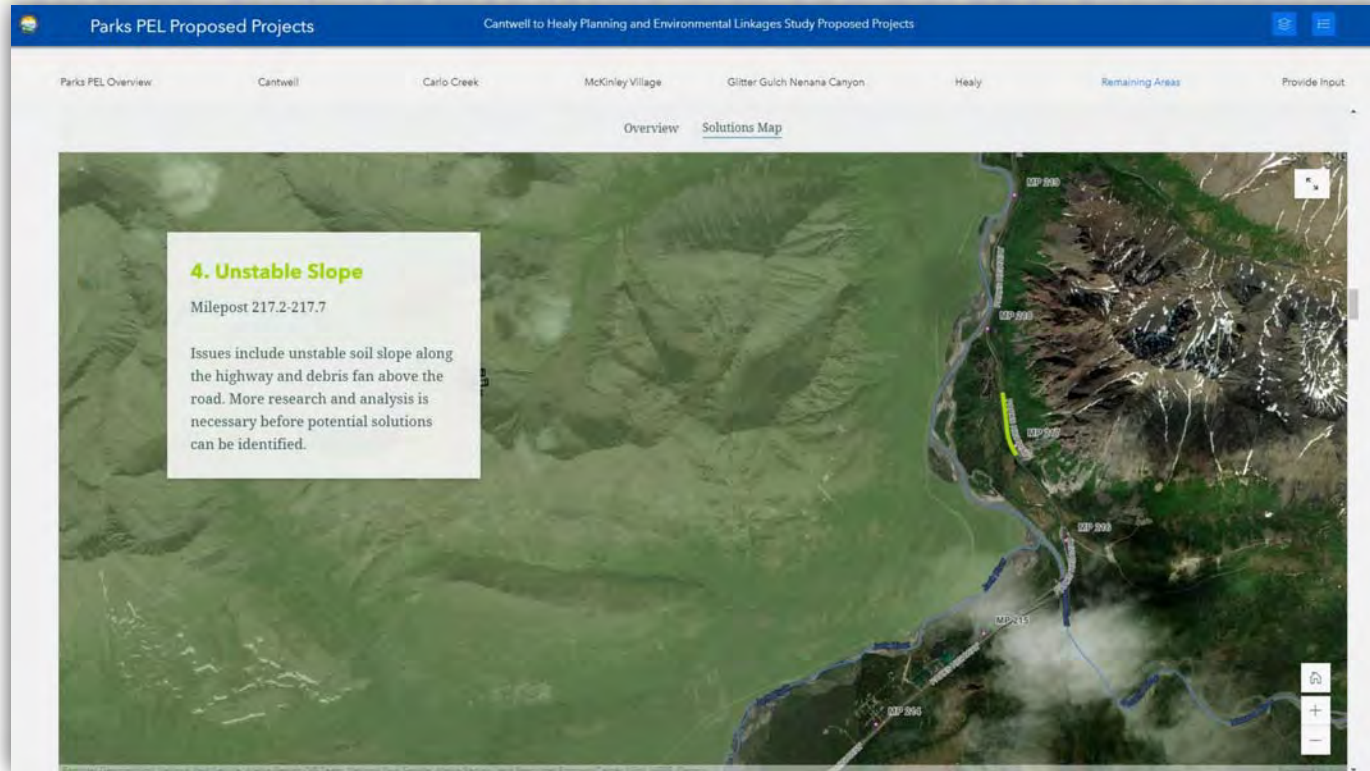 Parks PEL Proposed Projects
Cantwell to Healy Planning and Environmental Linkages Study Proposed Projects
Parks PEL Overview
Cantwell
Carlo Creek
McKinley Village
Glitter Gulch Nenana Canyon
Healy
Remaining Areas
Provide Input
Overview
Solutions Map
4. Unstable Slope
Milepost 217.2-217.7
Issues include unstable soil slope along
the highway and debris fan above the
road. More research and analysis is
necessary before potential solutions
can be identified.
MP 219
MP 218
MP 217
MP 216
MP 215
MP 214